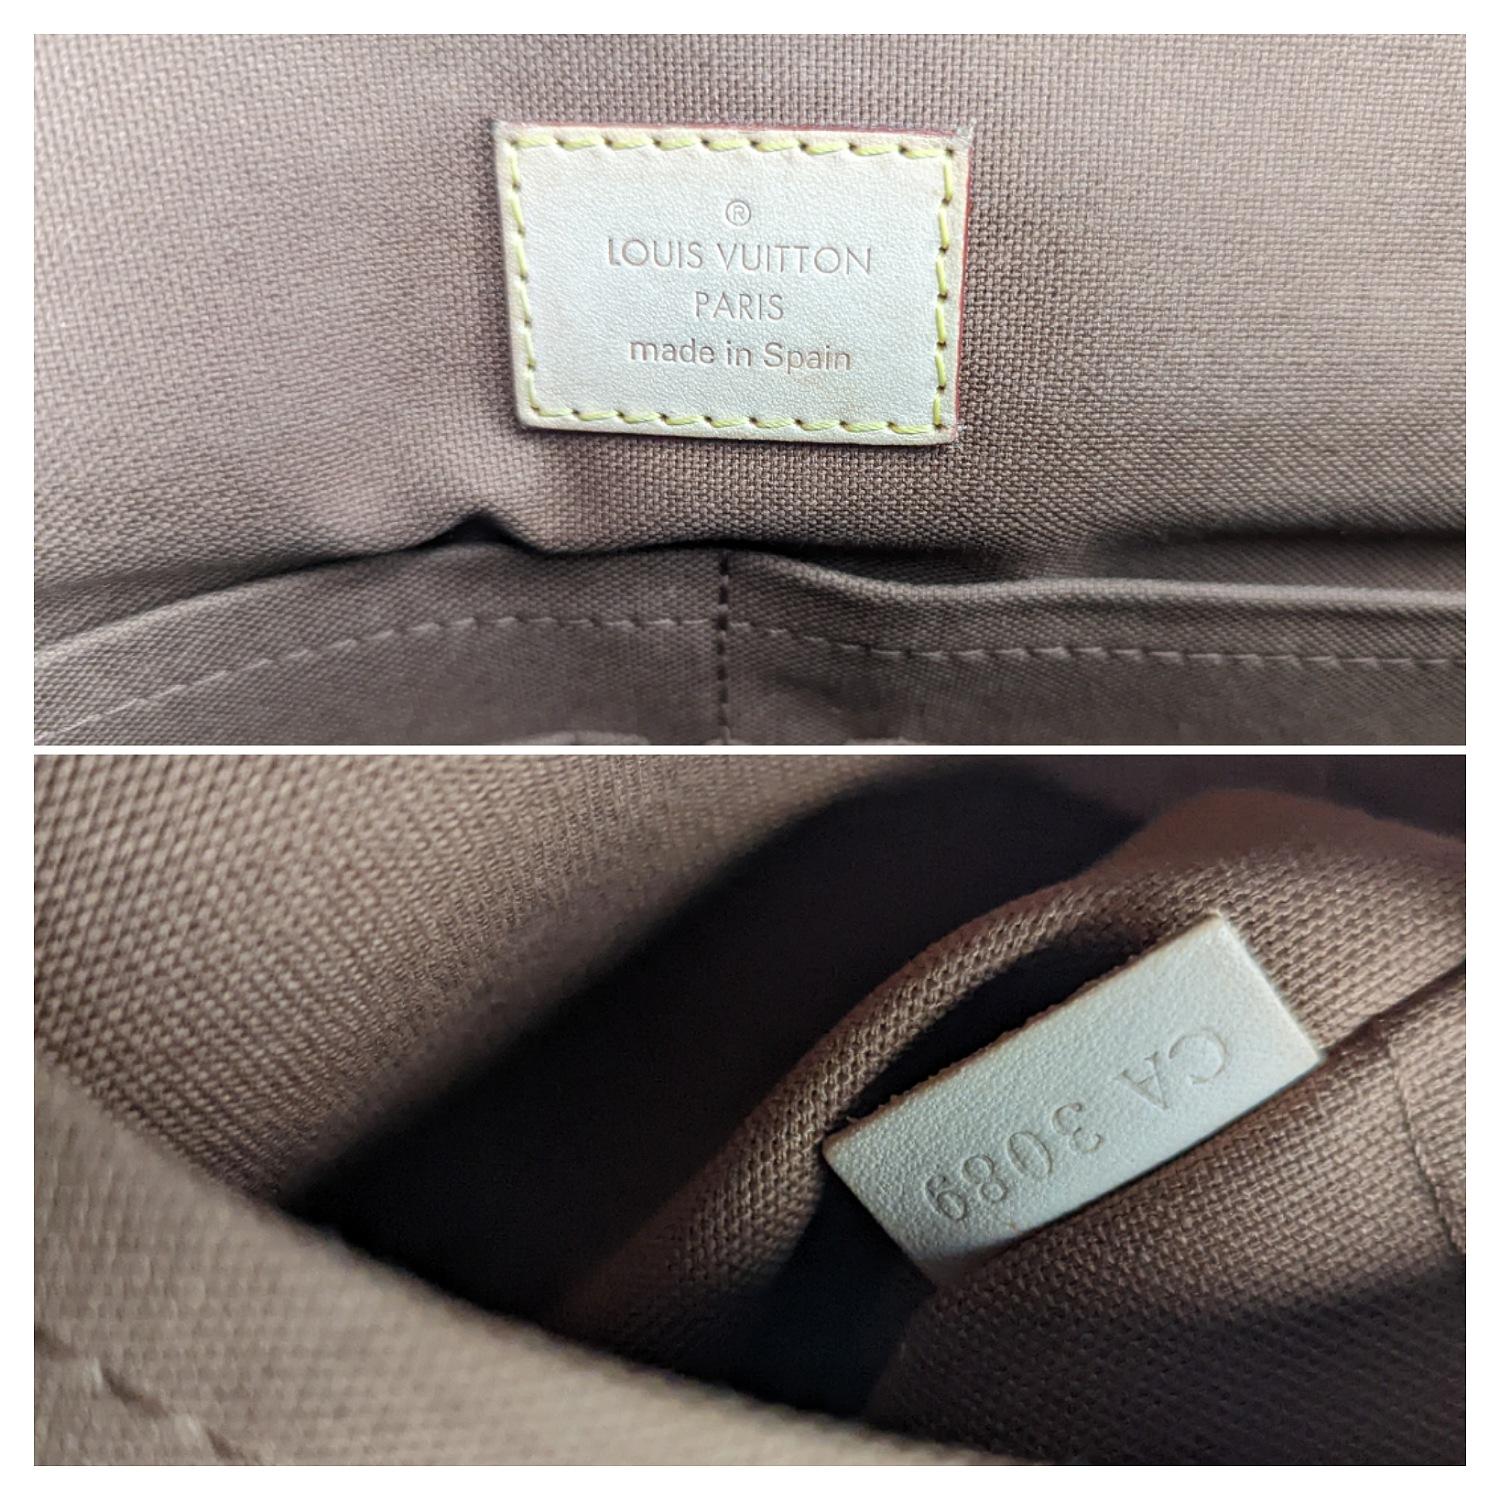 ®
LOUIS VUITTON
PARIS
made in Spain
CA 3089